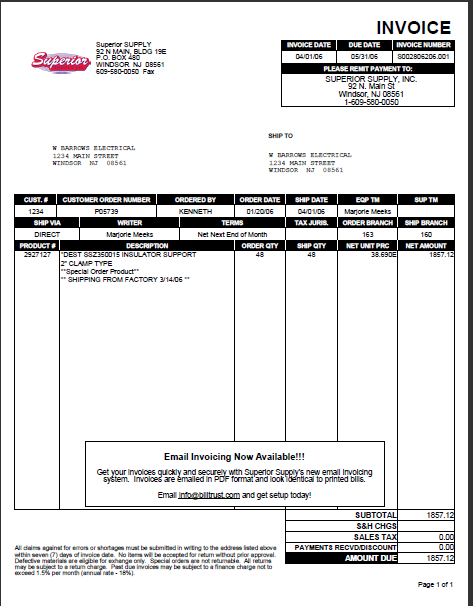 INVOICE
Superior
Superior SUPPLY
92 N MAIN, BLDG 19E
P.O. BOX 480
WINDSOR NJ 08561
609-580-0050 Fax
INVOICE DATE DUE DATE INVOICE NUMBER
04/01/06 05/31/06 S002806206.001
PLEASE REMIT PAYMENT TO:
SUPERIOR SUPPLY, INC.
92 N. Main St
Windsor, NJ 08561
1-609-580-0050
SHIP TO
W BARROWS ELECTRICAL
1234 MAIN STREET
WINDSOR NJ 08561
W BARROWS ELECTRICAL
1234 MAIN STREET
WINDSOR NJ 08561
CUST. # CUSTOMER ORDER NUMBER ORDERED BY ORDER DATE SHIP DATE EQP TM SUP TM
1234 P05739 KENNETH 01/20/06 04/01/06 Marjorie Meeks
SHIP VIA WRITER TERMS TAX JURIS. ORDER BRANCH SHIP BRANCH
DIRECT Marjorie Meeks Net Next End of Month 163 160
PRODUCT # DESCRIPTION ORDER QTY SHIP QTY NET UNIT PRC NET AMOUNT
2927127 *DEST SSZ350015 INSULATOR SUPPORT 48 48 38.690E 1857.12
2" CLAMP TYPE
**Special Order Product**
** SHIPPING FROM FACTORY 3/14/06 **
Email Invoicing Now Available!!!
Get your invoices quickly and securely with Superior Supply's new email invoicing
system. Invoices are emailed in PDF format and look identical to printed bills.
Email info@billtrust.com and get setup today!
SUBTOTAL 1857.12
S&H CHGS
SALES TAX 0.00
PAYMENTS RECVD/DISCOUNT 0.00
AMOUNT DUE 1857.12
All claims against for errors or shortages must be submitted in writing to the address listed above
within seven (7) days of invoice date. No items will be accepted for return without prior approval.
Defective materials are eligible for exhange only. Special orders are not returnable. All returns
may be subject to a return charge. Past due invoices may be subject to a finance charge not to
exceed 1.5% per month (annual rate - 18%).
Page 1 of 1